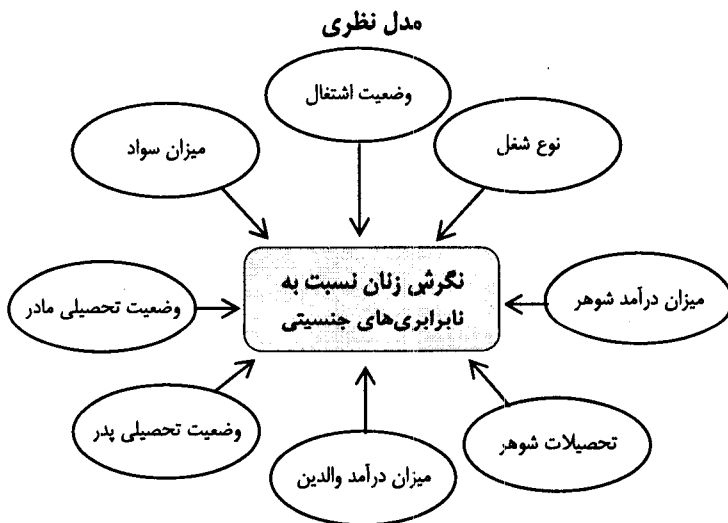 مدل نظری
وضعیت اشتغال
نوع شغل
میزان سواد
نگرش زنان نسبت به
نابرابری‌های جنسیتی
میزان درآمد شوهر
وضعیت تحصیلی مادر
تحصیلات شوهر
وضعیت تحصیلی پدر
میزان درآمد والدین